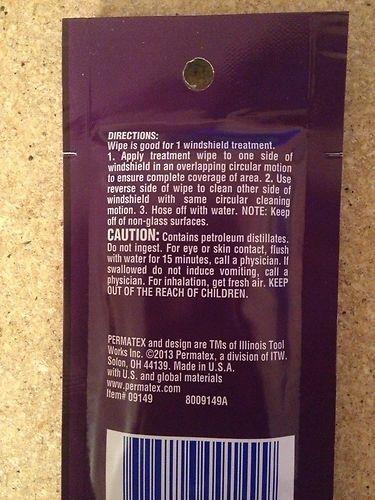 DIRECTIONS:
Wipe is good for 1 windshield treatment.
1. Apply treatment wipe to one side of
windshield in an overlapping circular motion
to ensure complete coverage of area. 2. Use
reverse side of wipe to clean other side of
windshield with same circular cleaning
motion. 3. Hose off with water. NOTE: Keep
off of non-glass surfaces.
CAUTION: Contains petroleum distillates.
Do not ingest. For eye or skin contact, flush
with water for 15 minutes, call a physician. If
swallowed do not induce vomiting, call a
physician. For inhalation, get fresh air. KEEP
OUT OF THE REACH OF CHILDREN.
PERMATEX and design are TMs of Illinois Tool
Works Inc. ©2013 Permatex, a division of ITW.
Solon, OH 44139. Made in U.S.A.
with U.S. and global materials
www.permatex.com
Item# 09149 8009149A